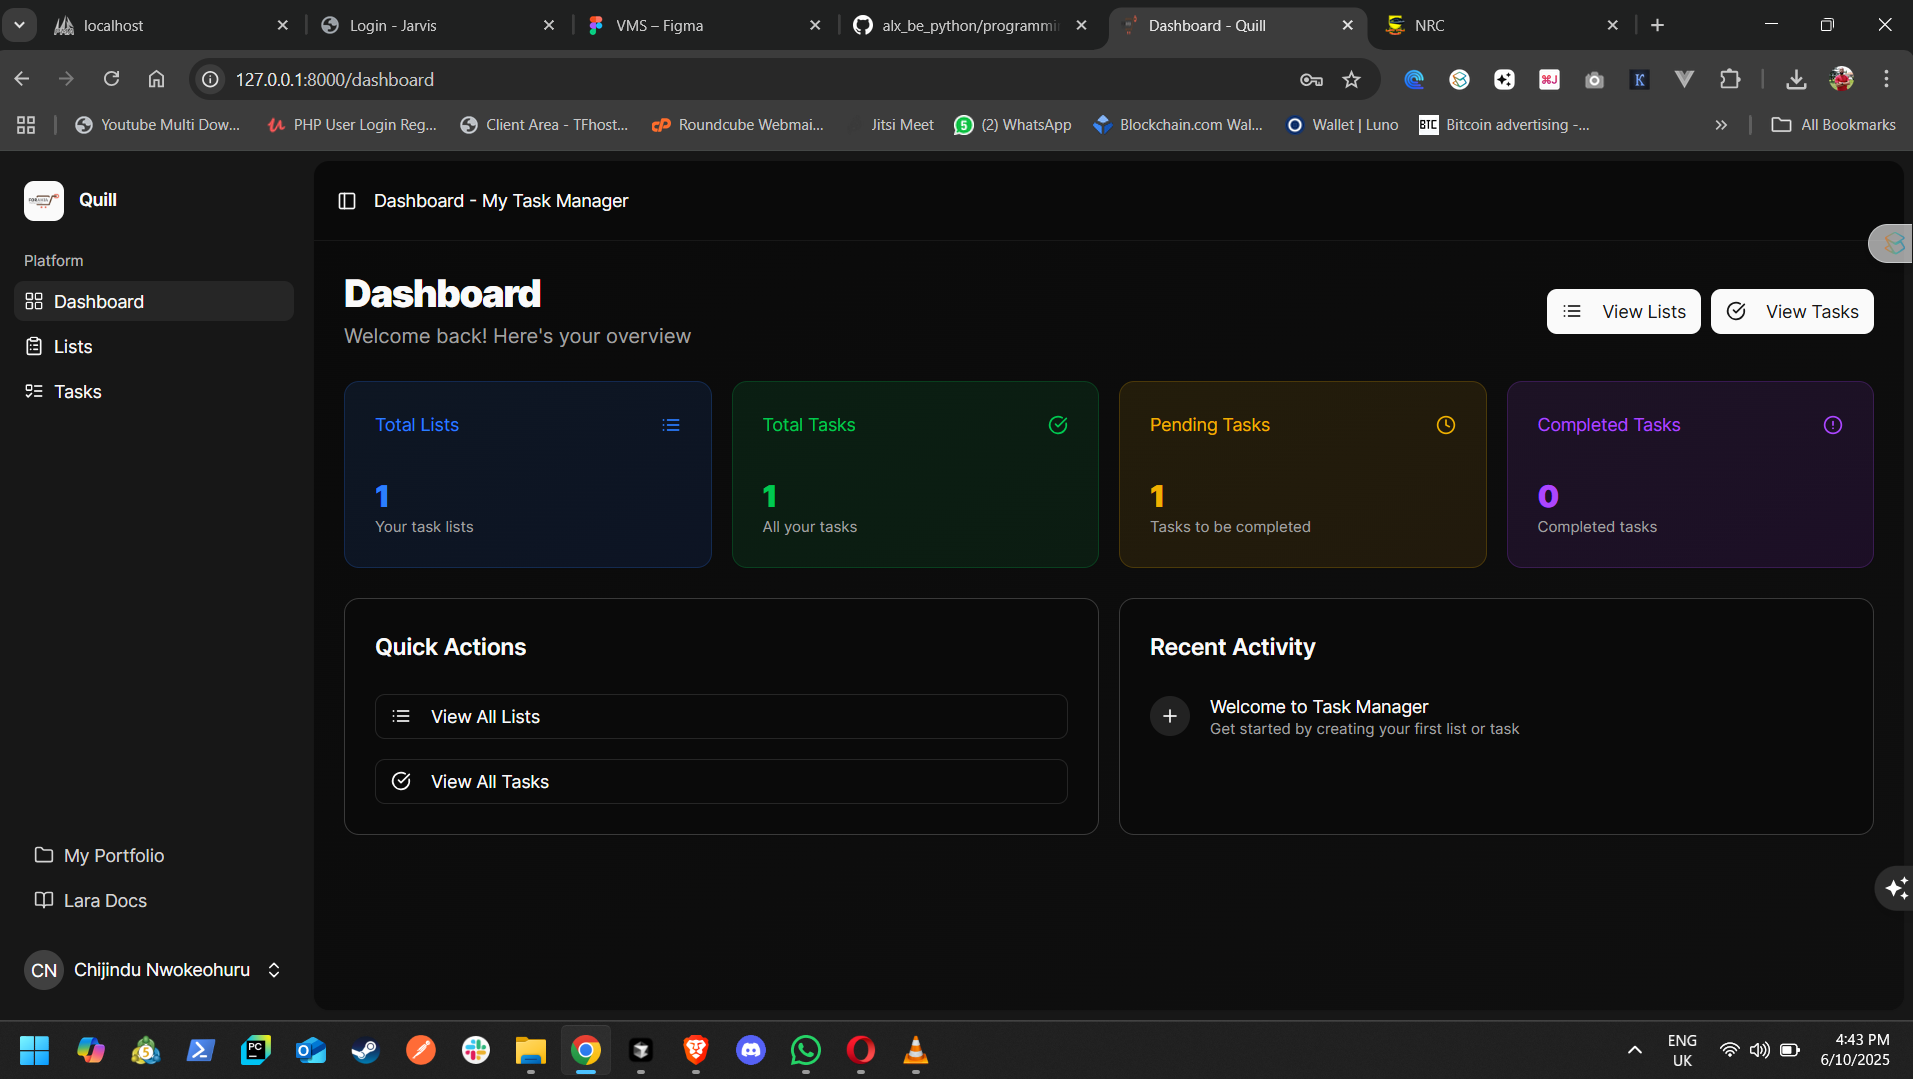 localhost
Login - Jarvis
VMS – Figma
alx_be_python/programmi
Dashboard - Quill
NRC
127.0.0.1:8000/dashboard
Youtube Multi Dow...
PHP User Login Reg...
Client Area - TFhost...
Roundcube Webmai...
Jitsi Meet
(2) WhatsApp
Blockchain.com Wal...
Wallet | Luno
BTC
Bitcoin advertising -...
All Bookmarks
Quill
Dashboard - My Task Manager
Platform
Dashboard
Lists
Tasks
Dashboard
Welcome back! Here's your overview
View Lists
View Tasks
Total Lists
1
Your task lists
Total Tasks
1
All your tasks
Pending Tasks
1
Tasks to be completed
Completed Tasks
0
Completed tasks
Quick Actions
View All Lists
View All Tasks
Recent Activity
Welcome to Task Manager
Get started by creating your first list or task
My Portfolio
Lara Docs
CN
Chijindu Nwokeohuru
ENG
UK
4:43 PM
6/10/2025